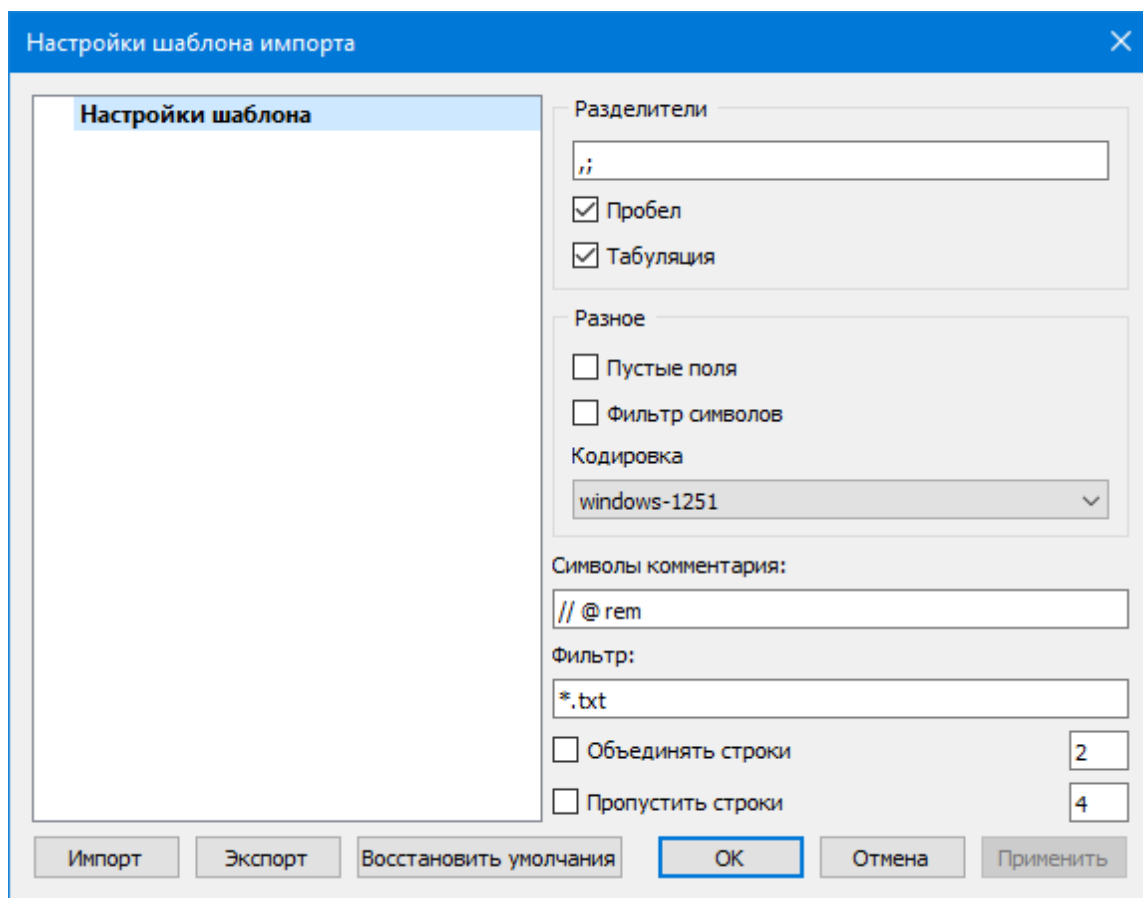 Настройки шаблона импорта
Настройки шаблона
Разделители
,;
Пробел
Табуляция
Разное
Пустые поля
Фильтр символов
Кодировка
windows-1251
Символы комментария:
// @ rem
Фильтр:
*.txt
Объединять строки 2
Пропустить строки 4
Импорт Экспорт Восстановить умолчания OK Отмена Применить